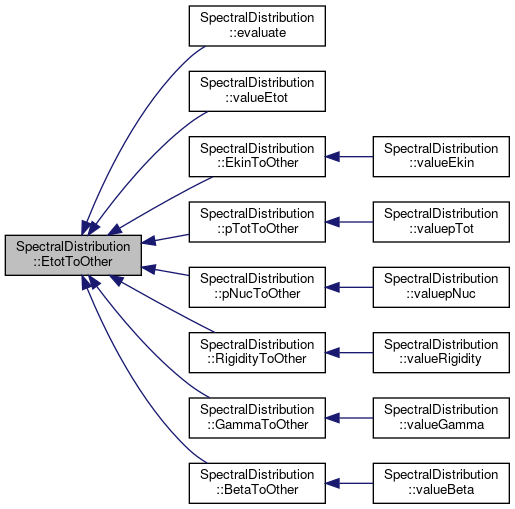 SpectralDistribution
::evaluate
SpectralDistribution
::valueEtot
SpectralDistribution
::EkinToOther
SpectralDistribution
::valueEkin
SpectralDistribution
::pTotToOther
SpectralDistribution
::valuepTot
SpectralDistribution
::EtotToOther
SpectralDistribution
::pNucToOther
SpectralDistribution
::valuepNuc
SpectralDistribution
::RigidityToOther
SpectralDistribution
::valueRigidity
SpectralDistribution
::GammaToOther
SpectralDistribution
::valueGamma
SpectralDistribution
::BetaToOther
SpectralDistribution
::valueBeta